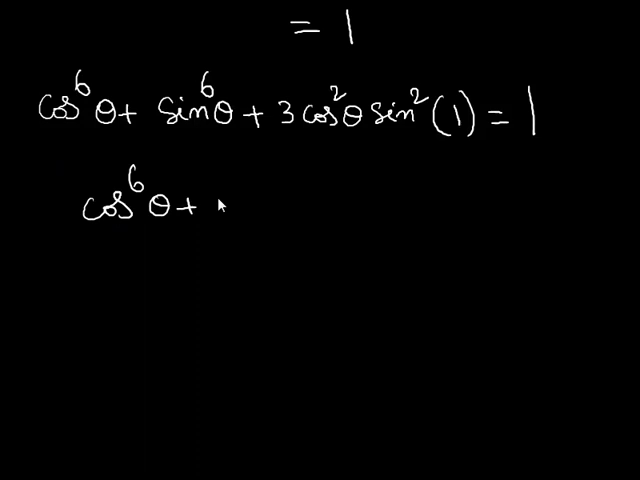 = 1
cos⁶θ + sin⁶θ + 3cos²θ sin²(1) = 1
cos⁶θ +